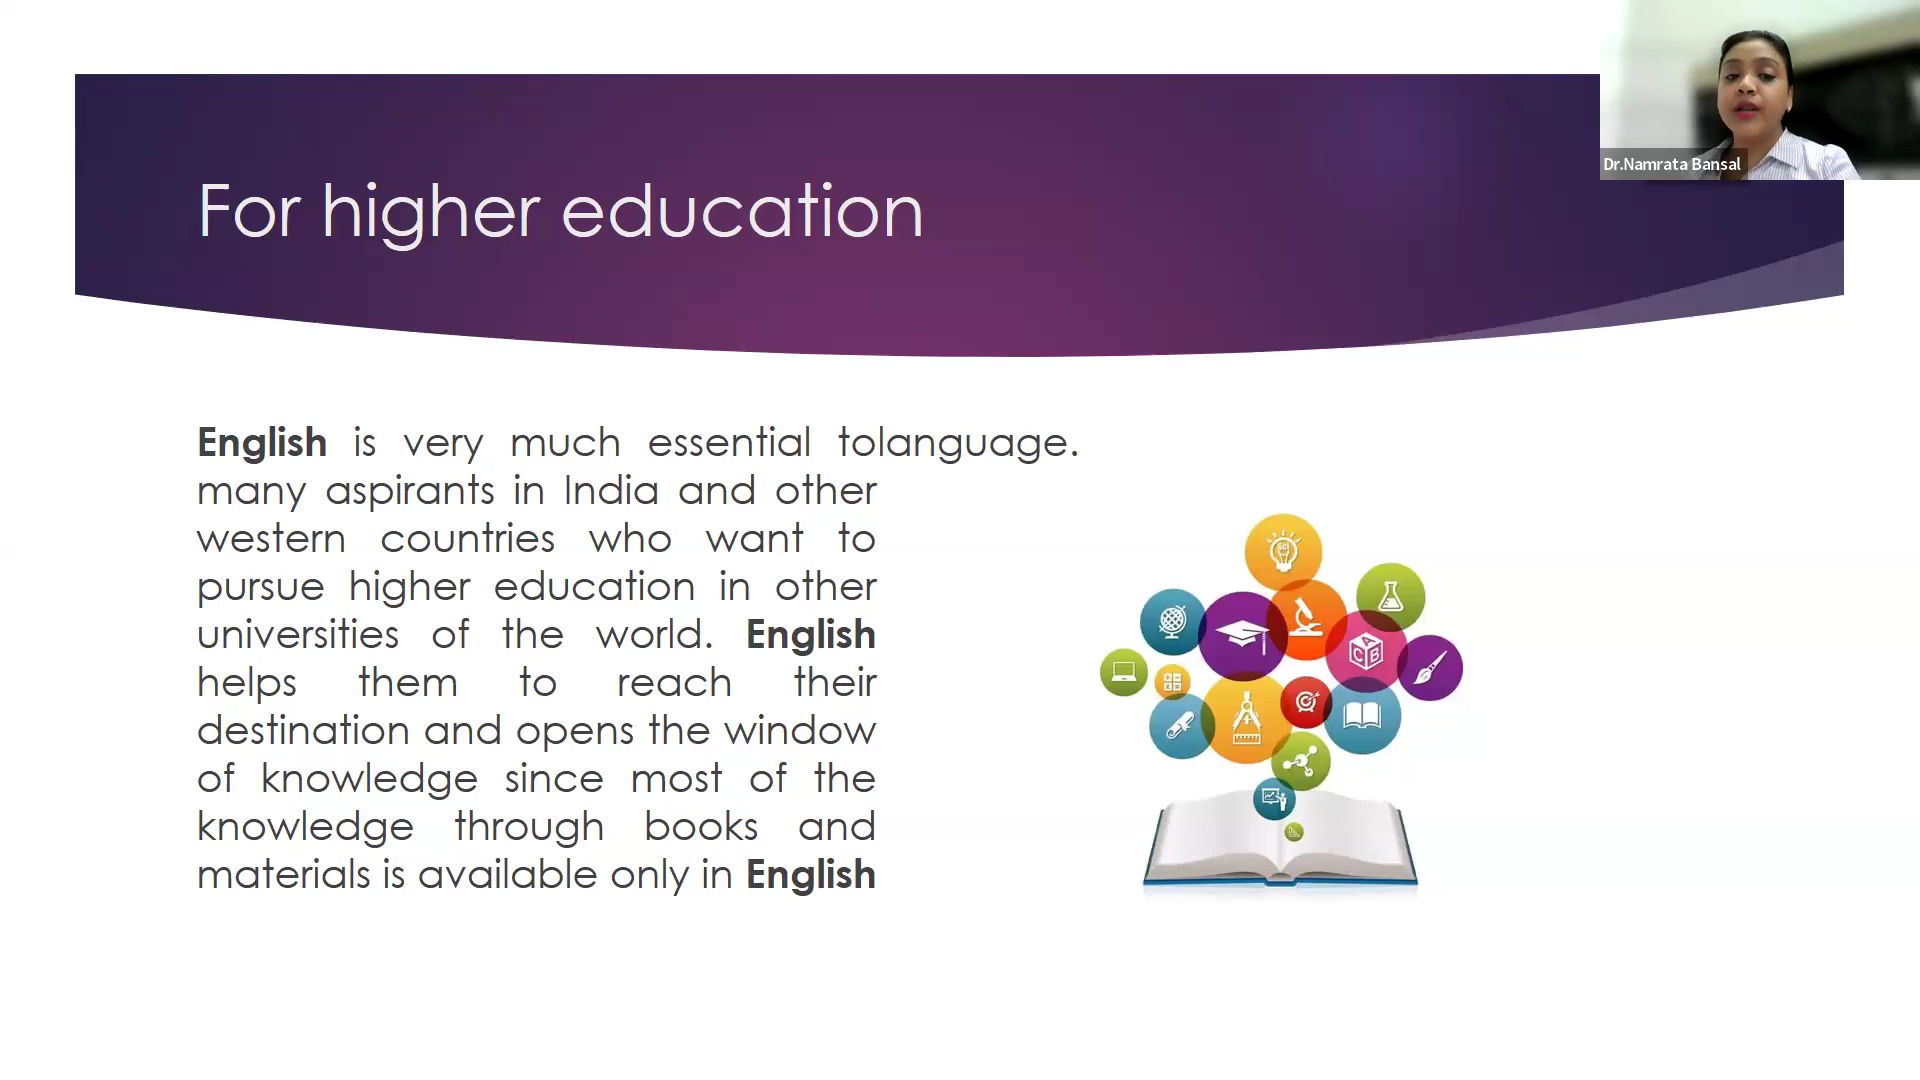 Dr.Namrata Bansal
For higher education
English is very much essential tolanguage.
many aspirants in India and other
western countries who want to
pursue higher education in other
universities of the world. English
helps them to reach their
destination and opens the window
of knowledge since most of the
knowledge through books and
materials is available only in English
SCI
A
C B